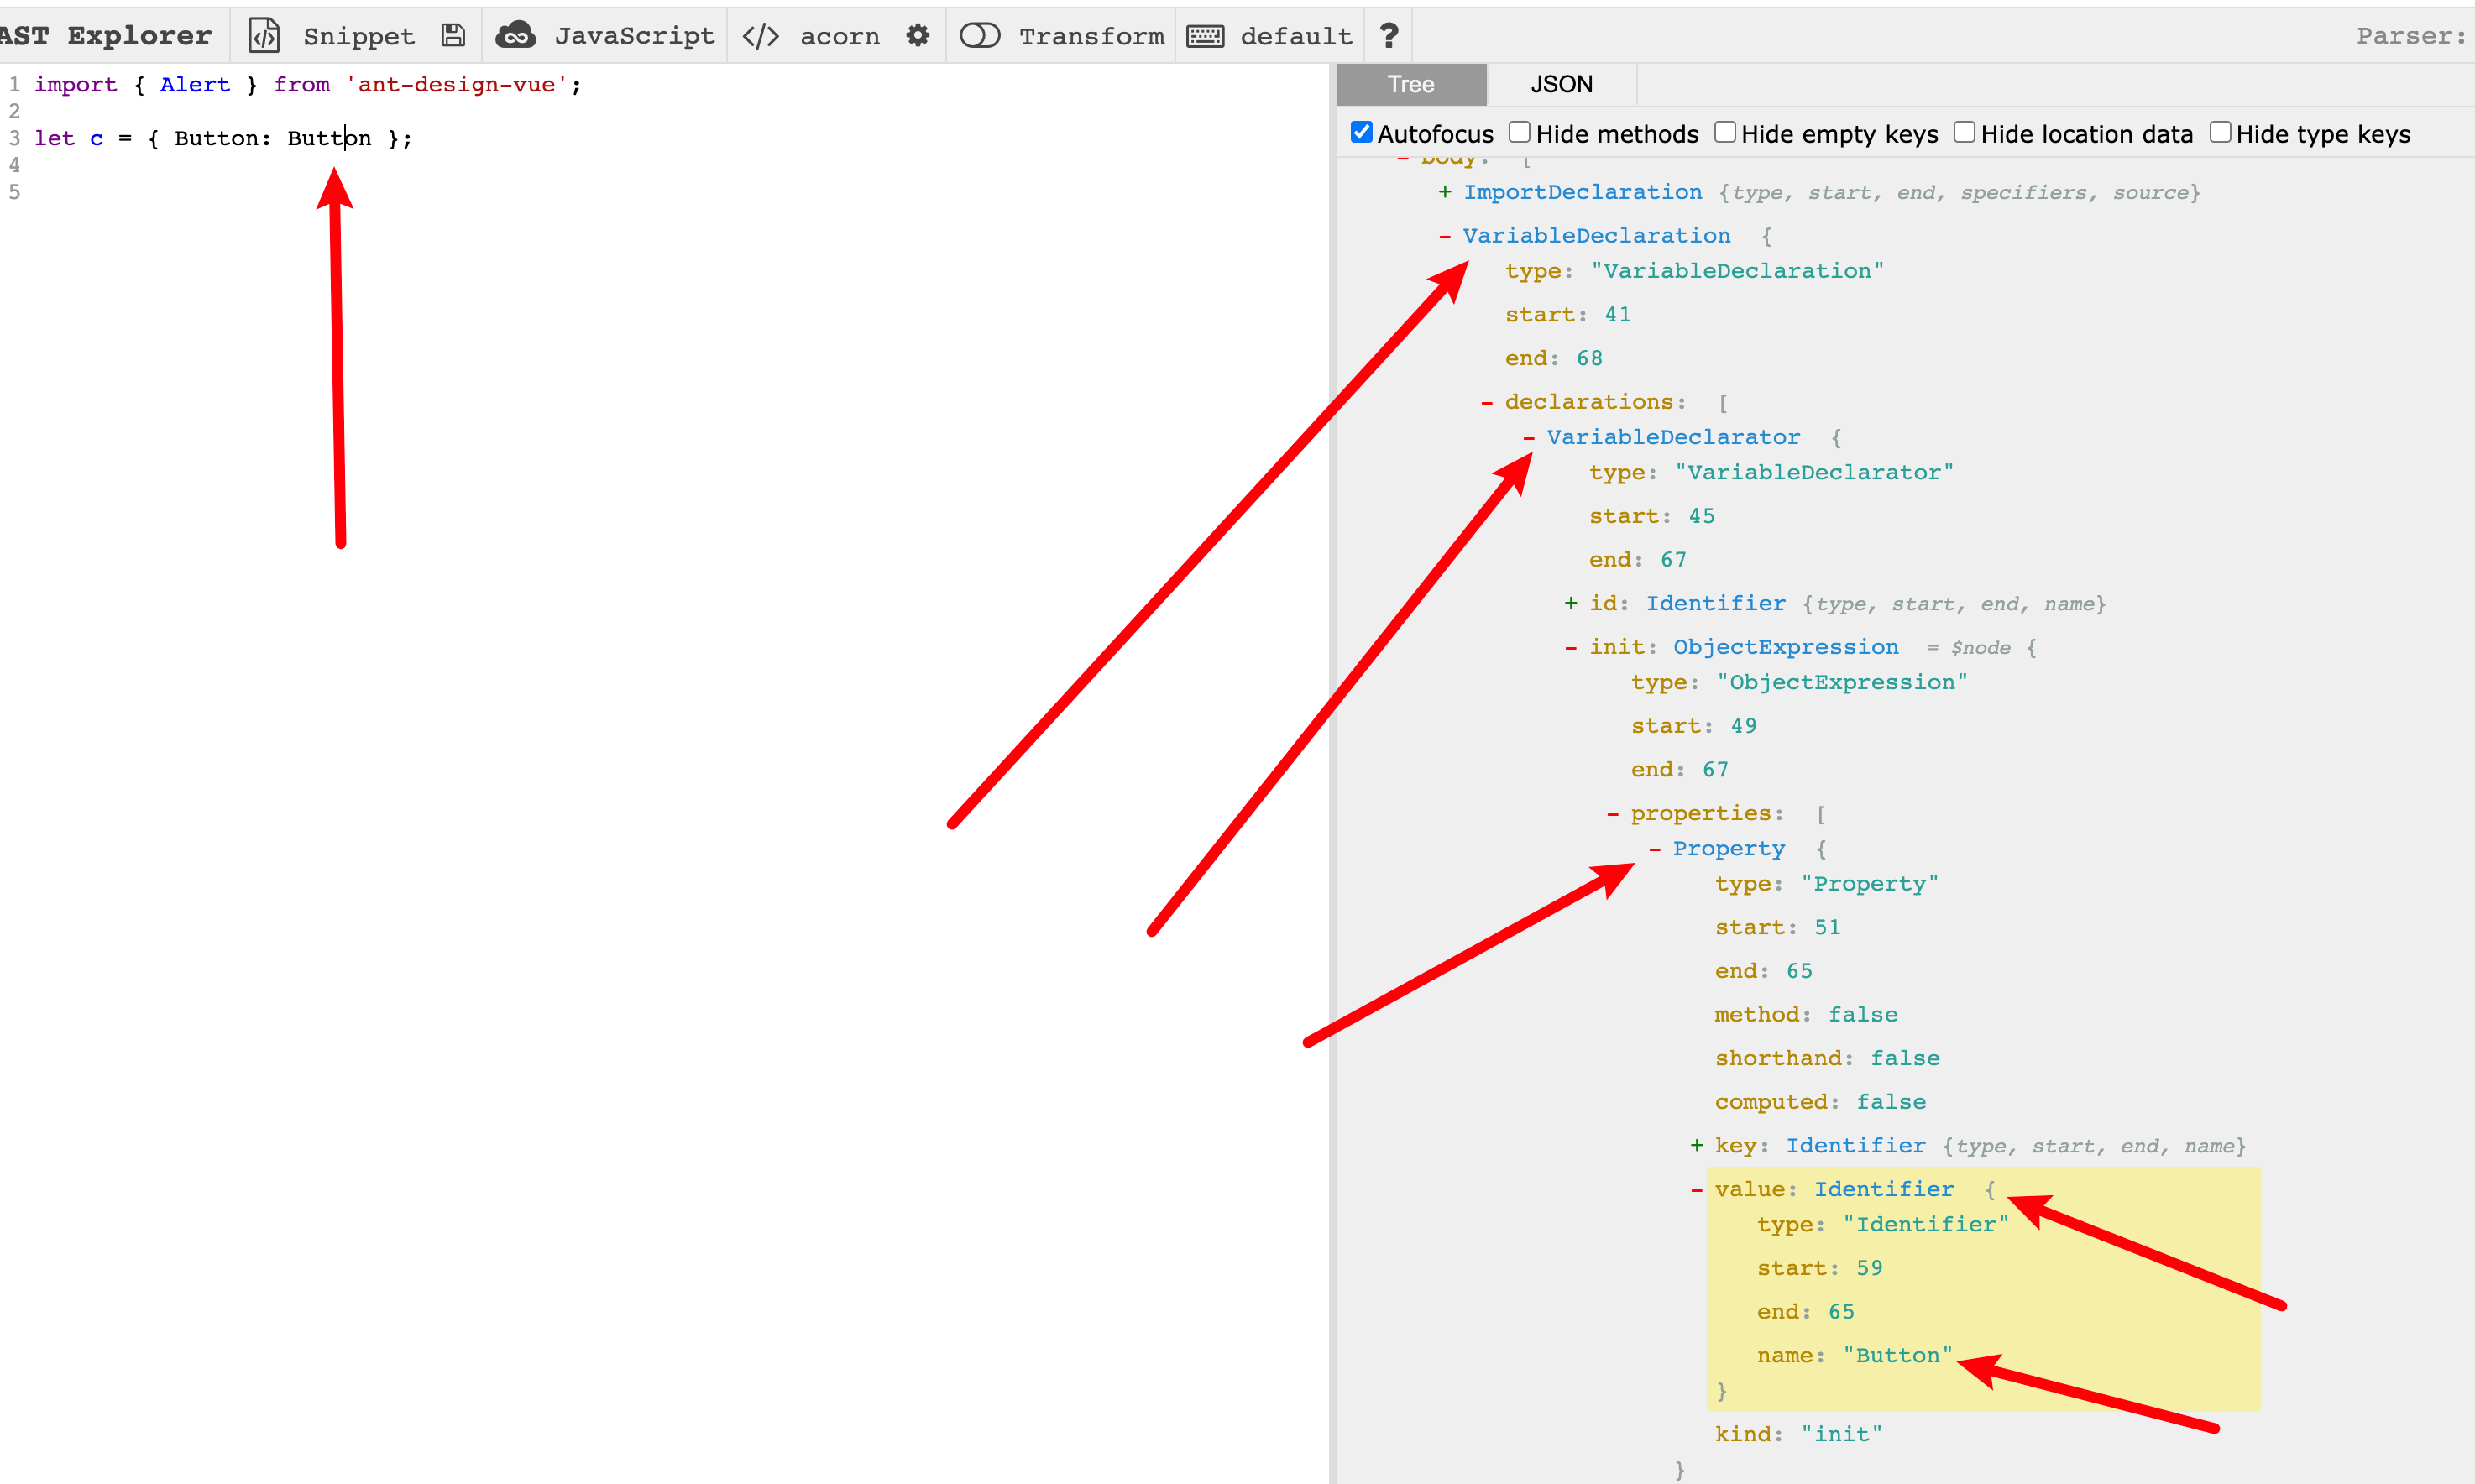 AST Explorer Snippet JavaScript </> acorn Transform default ? Parser:
1 import { Alert } from 'ant-design-vue';
2
3 let c = { Button: Button };
4
5
Tree JSON
Autofocus Hide methods Hide empty keys Hide location data Hide type keys
- body: [
+ ImportDeclaration {type, start, end, specifiers, source}
- VariableDeclaration {
type: "VariableDeclaration"
start: 41
end: 68
- declarations: [
- VariableDeclarator {
type: "VariableDeclarator"
start: 45
end: 67
+ id: Identifier {type, start, end, name}
- init: ObjectExpression = $node {
type: "ObjectExpression"
start: 49
end: 67
- properties: [
- Property {
type: "Property"
start: 51
end: 65
method: false
shorthand: false
computed: false
+ key: Identifier {type, start, end, name}
- value: Identifier {
type: "Identifier"
start: 59
end: 65
name: "Button"
}
kind: "init"
}